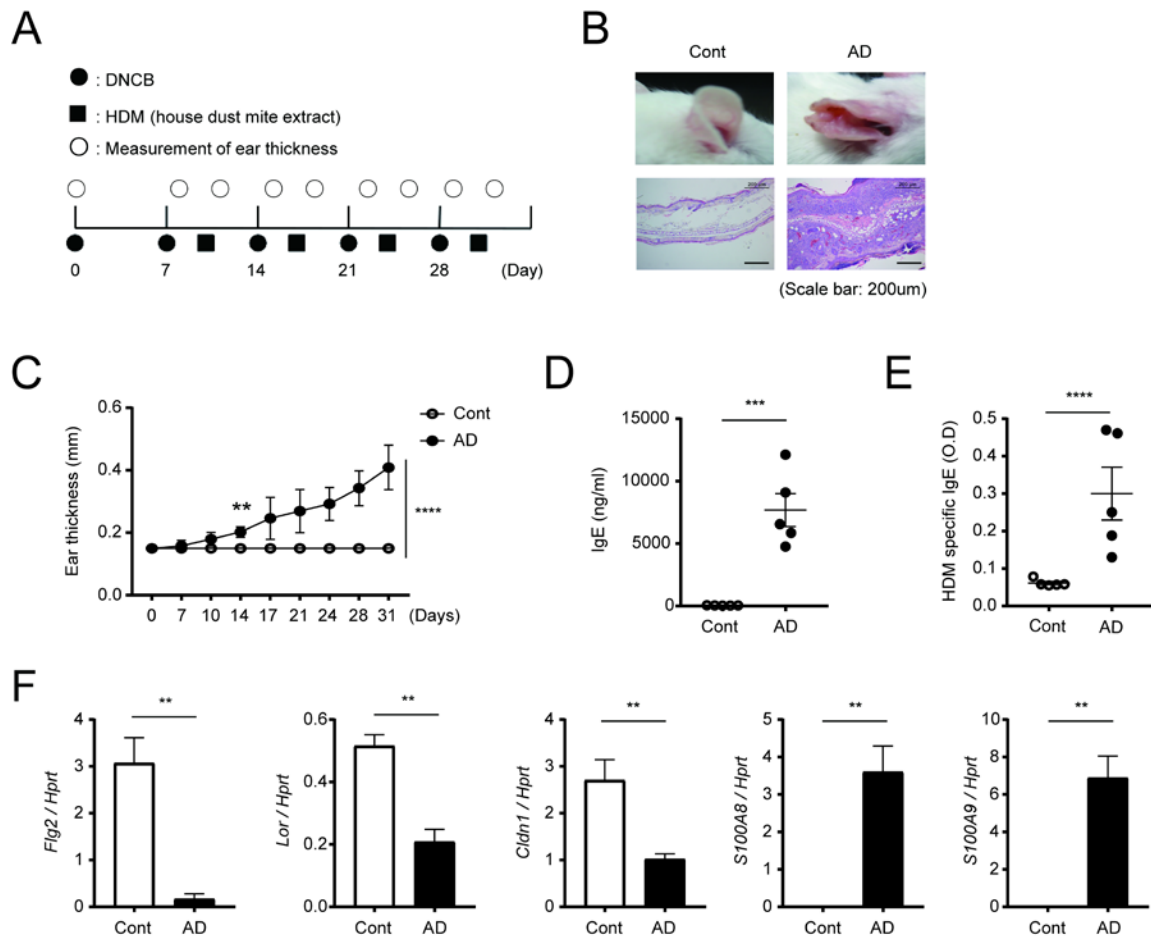 A
: DNCB
: HDM (house dust mite extract)
: Measurement of ear thickness
0 7 14 21 28 (Day)
B
Cont AD
(Scale bar: 200um)
C
Ear thickness (mm)
0.6
0.4
0.2
0.0
Cont
AD
**
****
0 7 10 14 17 21 24 28 31 (Days)
D
IgE (ng/ml)
***
15000
10000
5000
0
Cont AD
E
HDM specific IgE (O.D)
****
0.5
0.4
0.3
0.2
0.1
0.0
Cont AD
F
Flg2 / Hprt
**
4
3
2
1
0
Cont AD
Lor / Hprt
**
0.6
0.4
0.2
0.0
Cont AD
Cldn1 / Hprt
**
4
3
2
1
0
Cont AD
S100A8 / Hprt
**
5
4
3
2
1
0
Cont AD
S100A9 / Hprt
**
8
6
4
2
0
Cont AD